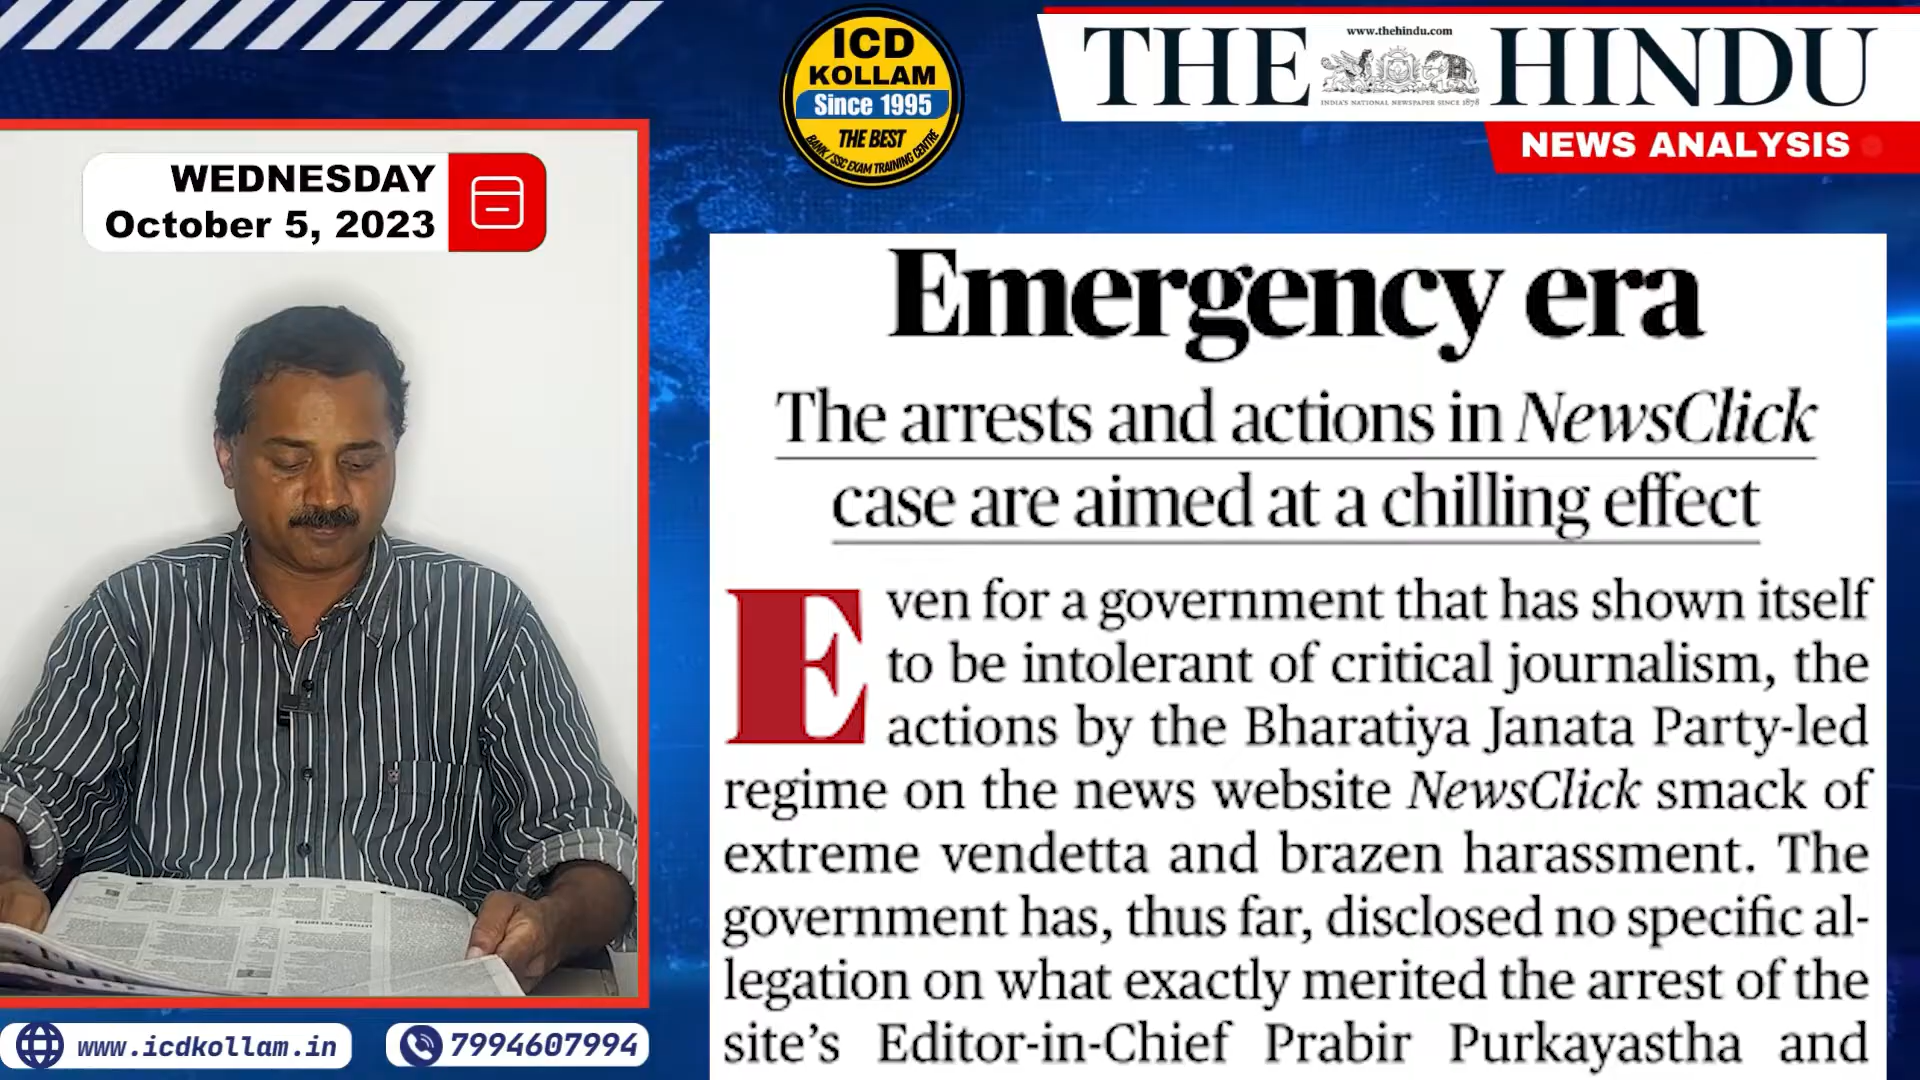 ICD
KOLLAM
Since 1995
THE BEST
BANK / SSC EXAM TRAINING CENTRE
www.thehindu.com
THE HINDU
INDIA'S NATIONAL NEWSPAPER SINCE 1878
NEWS ANALYSIS
WEDNESDAY
October 5, 2023
Emergency era
The arrests and actions in NewsClick
case are aimed at a chilling effect
Even for a government that has shown itself
to be intolerant of critical journalism, the
actions by the Bharatiya Janata Party-led
regime on the news website NewsClick smack of
extreme vendetta and brazen harassment. The
government has, thus far, disclosed no specific al-
legation on what exactly merited the arrest of the
site's Editor-in-Chief Prabir Purkayastha and
LETTERS TO THE EDITOR
www.icdkollam.in
7994607994